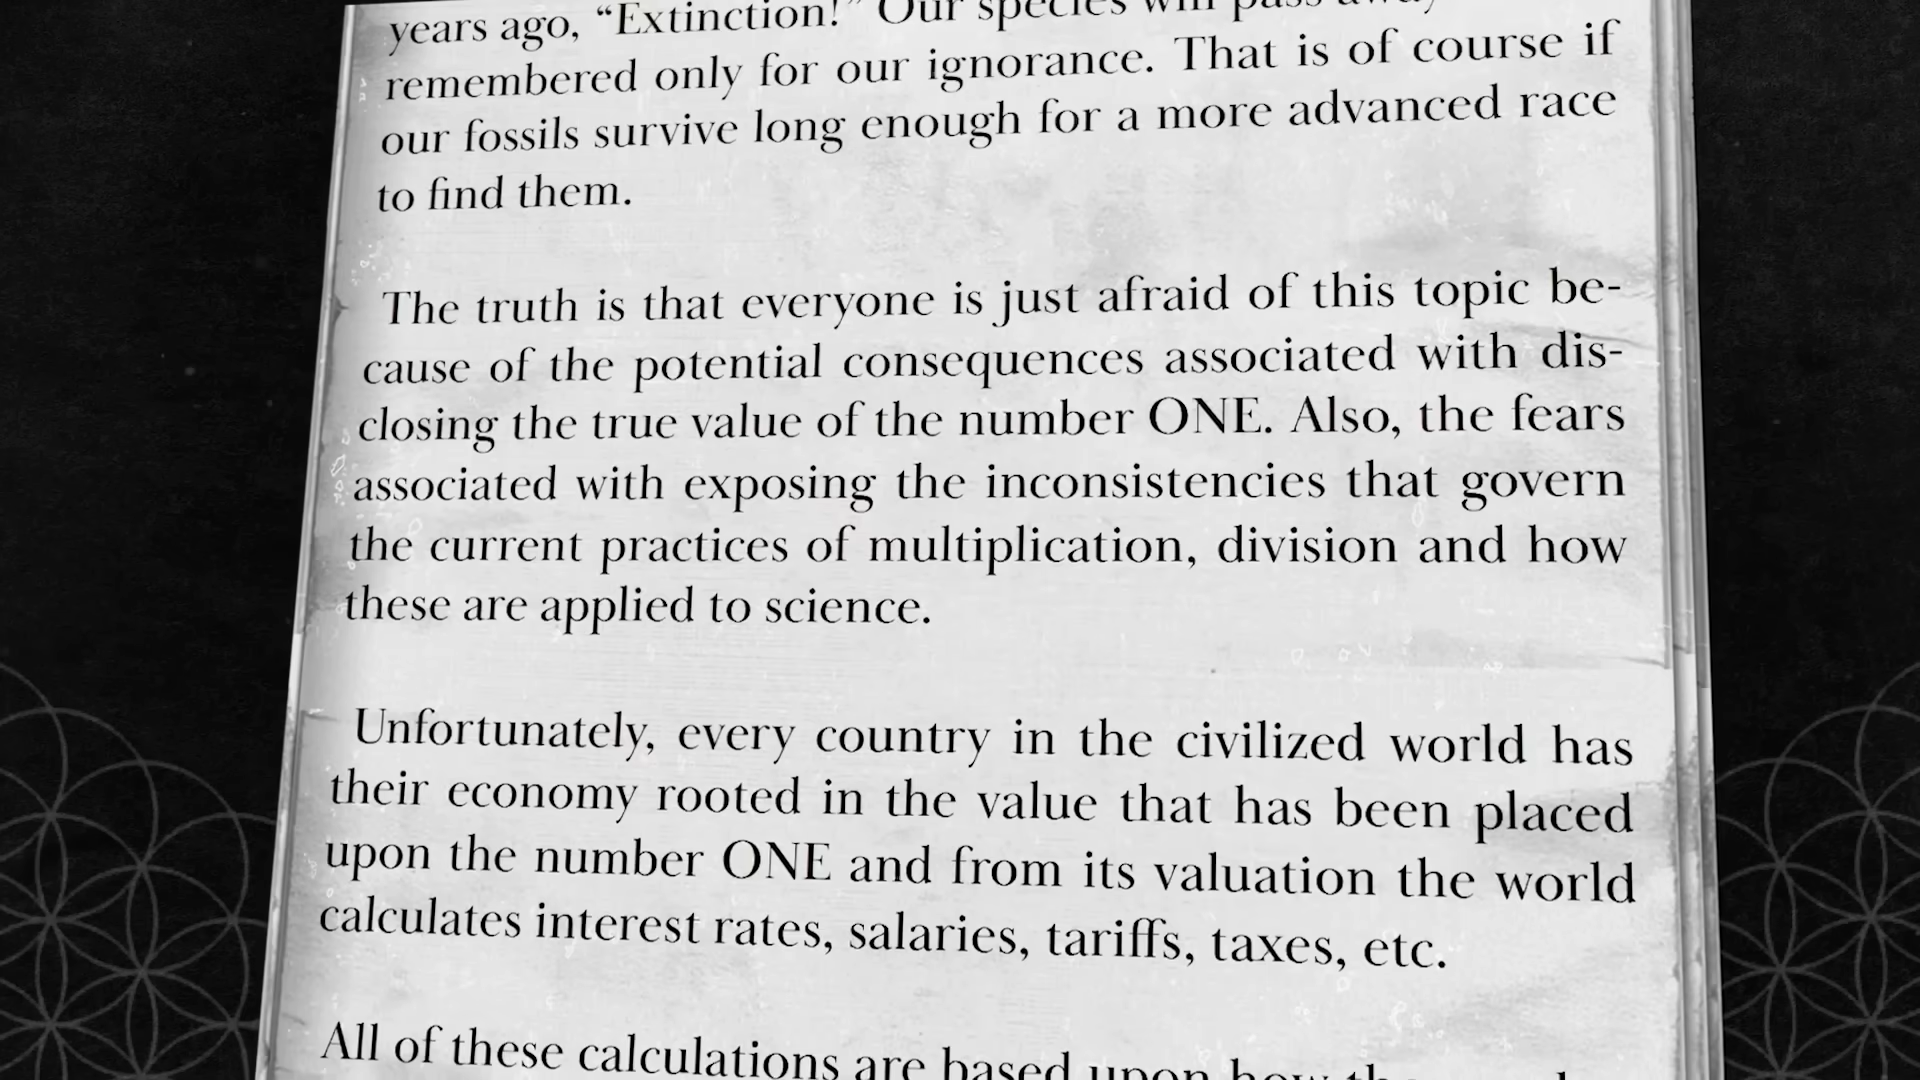 years ago, “Extinction!” Our species will pass away
remembered only for our ignorance. That is of course if
our fossils survive long enough for a more advanced race
to find them.
The truth is that everyone is just afraid of this topic be-
cause of the potential consequences associated with dis-
closing the true value of the number ONE. Also, the fears
associated with exposing the inconsistencies that govern
the current practices of multiplication, division and how
these are applied to science.
Unfortunately, every country in the civilized world has
their economy rooted in the value that has been placed
upon the number ONE and from its valuation the world
calculates interest rates, salaries, tariffs, taxes, etc.
All of these calculations are based upon how